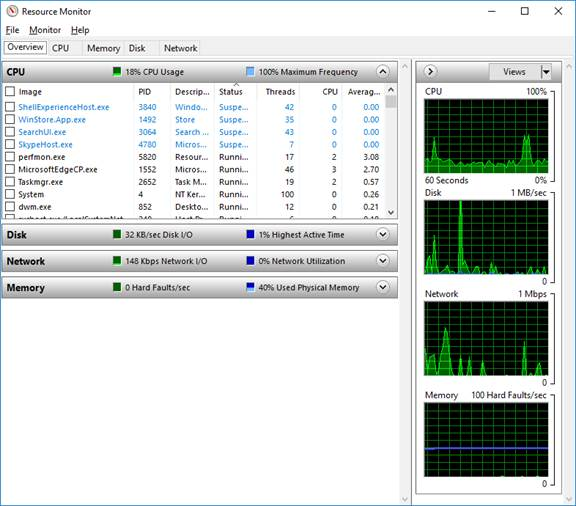 Resource Monitor
File Monitor Help
Overview CPU Memory Disk Network
CPU 18% CPU Usage 100% Maximum Frequency
Image PID Descrip... Status Threads CPU Averag...
ShellExperienceHost.exe 3840 Windo... Suspe... 42 0 0.00
WinStore.App.exe 1492 Store Suspe... 35 0 0.00
SearchUI.exe 3064 Search ... Suspe... 43 0 0.00
SkypeHost.exe 4780 Micros... Suspe... 7 0 0.00
perfmon.exe 5820 Resour... Runni... 17 2 3.08
MicrosoftEdgeCP.exe 1552 Micros... Runni... 46 3 2.70
Taskmgr.exe 2652 Task M... Runni... 19 2 0.57
System 4 NT Ker... Runni... 100 0 0.26
dwm.exe 852 Deskto... Runni... 12 0 0.21
Disk 32 KB/sec Disk I/O 1% Highest Active Time
Network 148 Kbps Network I/O 0% Network Utilization
Memory 0 Hard Faults/sec 40% Used Physical Memory
Views
CPU 100%
60 Seconds 0%
Disk 1 MB/sec
0
Network 1 Mbps
0
Memory 100 Hard Faults/sec
0